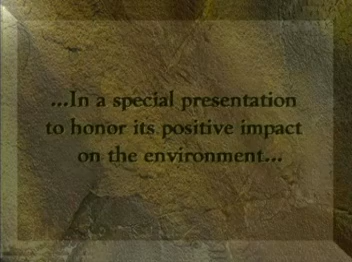 ...In a special presentation
to honor its positive impact
on the environment...